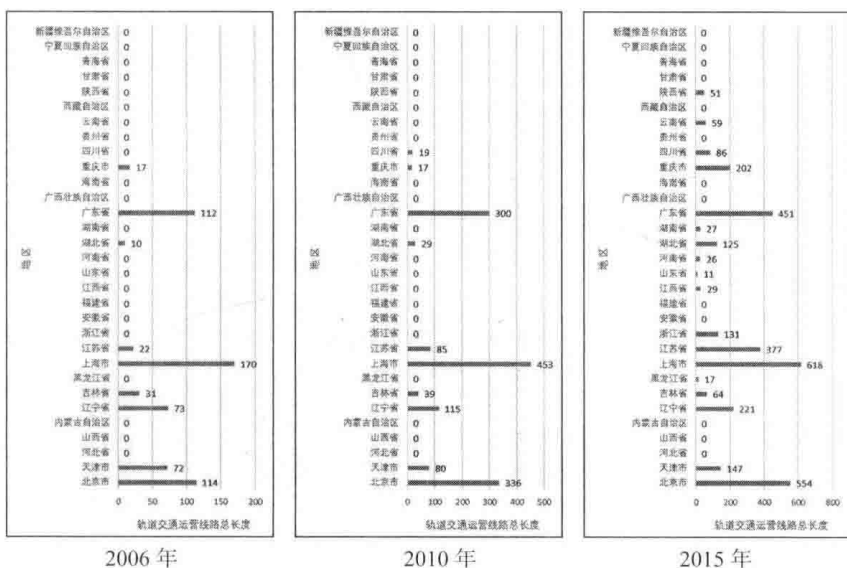 新疆维吾尔自治区 0
宁夏回族自治区 0
青海省 0
甘肃省 0
陕西省 0
西藏自治区 0
云南省 0
贵州省 0
四川省 0
重庆市 17
海南省 0
广西壮族自治区 0
广东省 112
湖南省 0
湖北省 10
河南省 0
山东省 0
江西省 0
福建省 0
安徽省 0
浙江省 0
江苏省 22
上海市 170
黑龙江省 0
吉林省 31
辽宁省 73
内蒙古自治区 0
山西省 0
河北省 0
天津市 72
北京市 114
地区
0 50 100 150 200
轨道交通运营线路总长度
2006 年
新疆维吾尔自治区 0
宁夏回族自治区 0
青海省 0
甘肃省 0
陕西省 0
西藏自治区 0
云南省 0
贵州省 0
四川省 19
重庆市 17
海南省 0
广西壮族自治区 0
广东省 300
湖南省 0
湖北省 29
河南省 0
山东省 0
江西省 0
福建省 0
安徽省 0
浙江省 0
江苏省 85
上海市 453
黑龙江省 0
吉林省 39
辽宁省 115
内蒙古自治区 0
山西省 0
河北省 0
天津市 80
北京市 336
地区
0 100 200 300 400 500
轨道交通运营线路总长度
2010 年
新疆维吾尔自治区 0
宁夏回族自治区 0
青海省 0
甘肃省 0
陕西省 51
西藏自治区 0
云南省 59
贵州省 0
四川省 86
重庆市 202
海南省 0
广西壮族自治区 0
广东省 451
湖南省 27
湖北省 125
河南省 26
山东省 11
江西省 29
福建省 0
安徽省 0
浙江省 131
江苏省 377
上海市 618
黑龙江省 17
吉林省 64
辽宁省 221
内蒙古自治区 0
山西省 0
河北省 0
天津市 147
北京市 554
地区
0 200 400 600 800
轨道交通运营线路总长度
2015 年